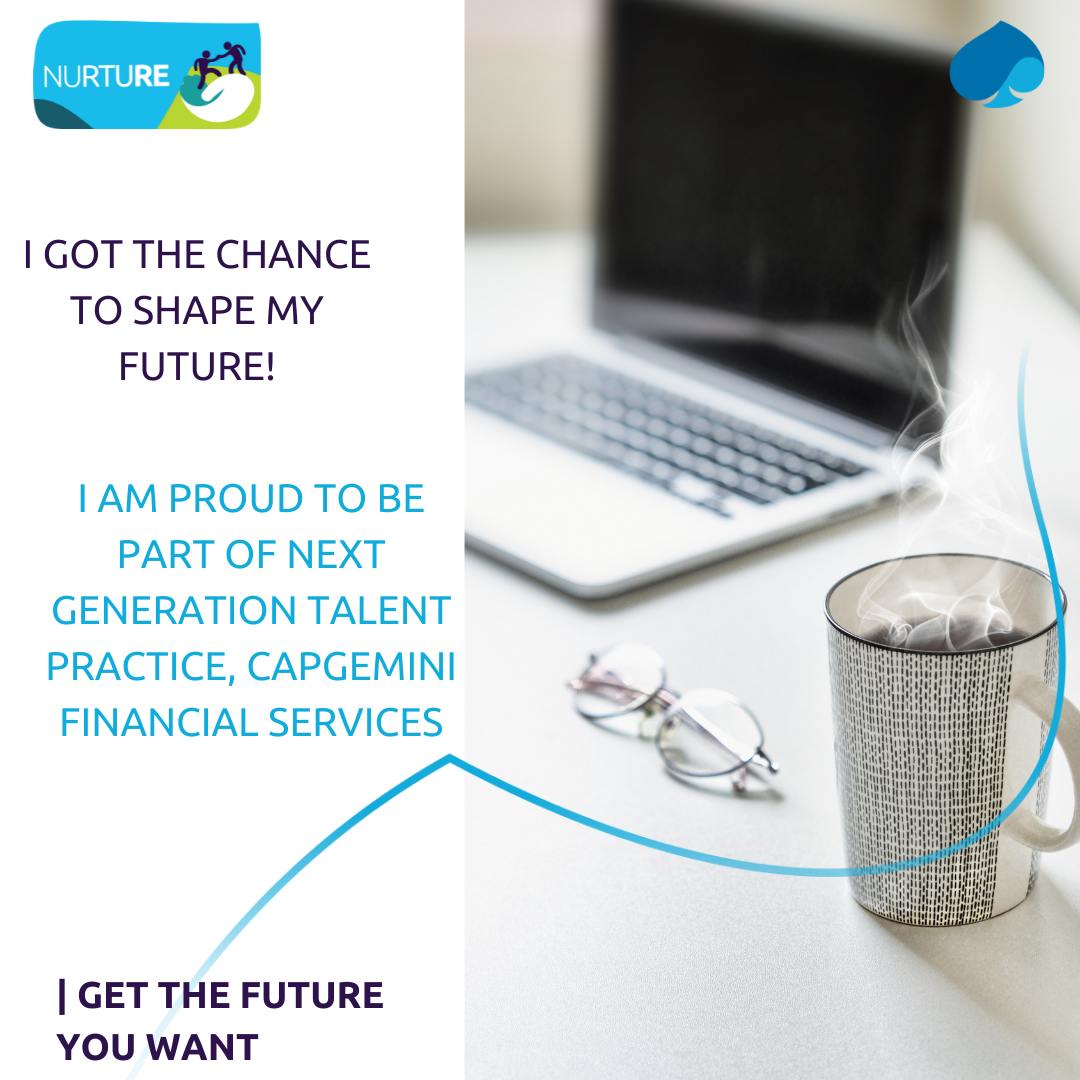 NURTURE
I GOT THE CHANCE
TO SHAPE MY
FUTURE!
I AM PROUD TO BE
PART OF NEXT
GENERATION TALENT
PRACTICE, CAPGEMINI
FINANCIAL SERVICES
| GET THE FUTURE
YOU WANT